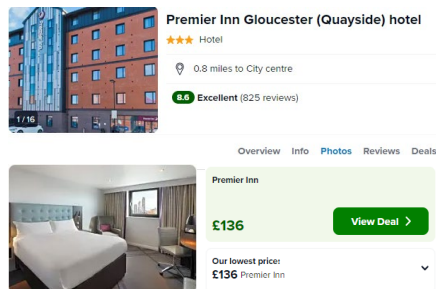 Premier Inn Gloucester (Quayside) hotel
Hotel
0.8 miles to City centre
8.6 Excellent (825 reviews)
1 / 16
Overview Info Photos Reviews Deals
Premier Inn
£136
View Deal
Our lowest price:
£136 Premier Inn